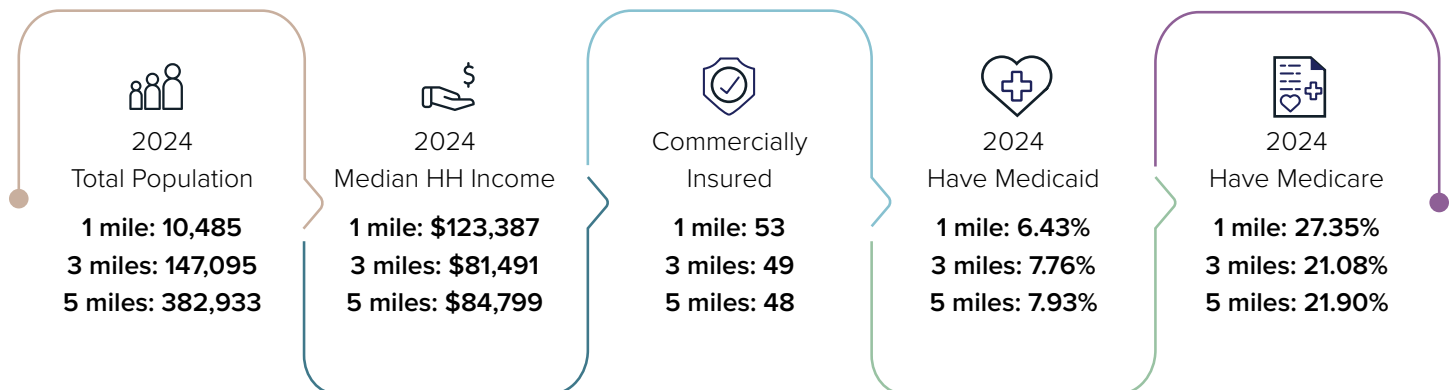 $
2024
Total Population
1 mile: 10,485
3 miles: 147,095
5 miles: 382,933
2024
Median HH Income
1 mile: $123,387
3 miles: $81,491
5 miles: $84,799
Commercially
Insured
1 mile: 53
3 miles: 49
5 miles: 48
2024
Have Medicaid
1 mile: 6.43%
3 miles: 7.76%
5 miles: 7.93%
2024
Have Medicare
1 mile: 27.35%
3 miles: 21.08%
5 miles: 21.90%